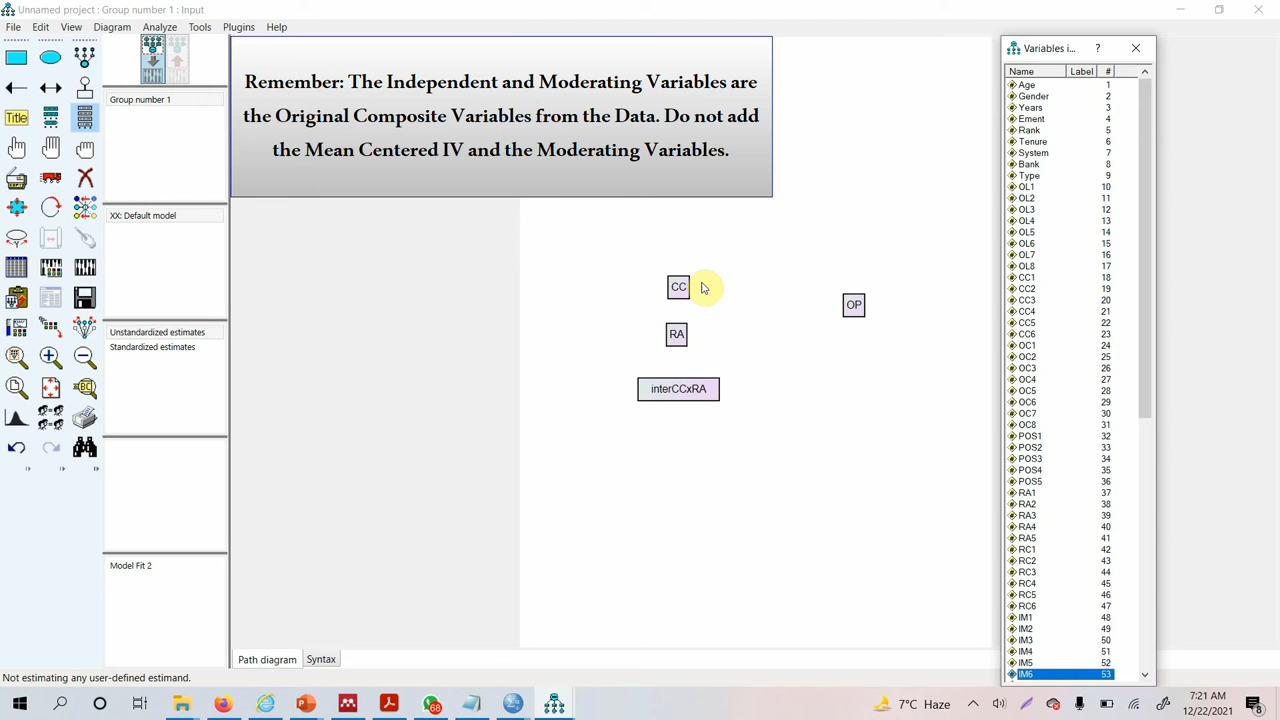 Unnamed project : Group number 1 : Input
File Edit View Diagram Analyze Tools Plugins Help
Title
Group number 1
XX: Default model
Unstandardized estimates
Standardized estimates
Model Fit 2
Remember: The Independent and Moderating Variables are
the Original Composite Variables from the Data. Do not add
the Mean Centered IV and the Moderating Variables.
CC
OP
RA
interCCxRA
Variables i... ?
Name Label #
Age 1
Gender 2
Years 3
Ement 4
Rank 5
Tenure 6
System 7
Bank 8
Type 9
OL1 10
OL2 11
OL3 12
OL4 13
OL5 14
OL6 15
OL7 16
OL8 17
CC1 18
CC2 19
CC3 20
CC4 21
CC5 22
CC6 23
OC1 24
OC2 25
OC3 26
OC4 27
OC5 28
OC6 29
OC7 30
OC8 31
POS1 32
POS2 33
POS3 34
POS4 35
POS5 36
RA1 37
RA2 38
RA3 39
RA4 40
RA5 41
RC1 42
RC2 43
RC3 44
RC4 45
RC5 46
RC6 47
IM1 48
IM2 49
IM3 50
IM4 51
IM5 52
IM6 53
Path diagram Syntax
Not estimating any user-defined estimand.
68
7°C Haze
7:21 AM
12/22/2021
8